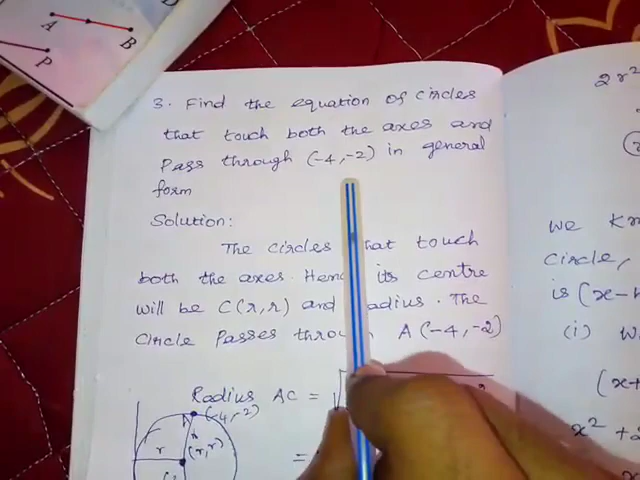 A
B
P
D
3. Find the equation of circles
that touch both the axes and
Pass through (-4,-2) in general
form
Solution:
The circles that touch
both the axes. Hence its centre
will be C(r,r) and radius. The
Circle Passes through A(-4,-2)
Radius AC =
(-4,-2)
r
r
(r,r)
=
2r²
we
Circle,
is (x-
(i)
(x+
x²+2